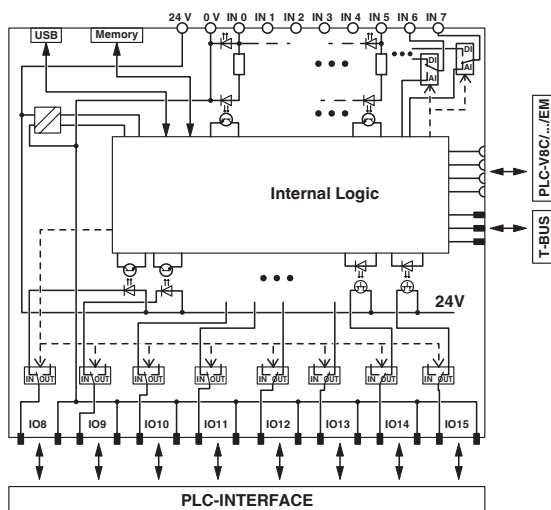 24 V 0 V IN 0 IN 1 IN 2 IN 3 IN 4 IN 5 IN 6 IN 7
USB Memory
DI
AI
DI
AI
Internal Logic
PLC-V8C/.../EM
T-BUS
24V
IN OUT IN OUT IN OUT IN OUT IN OUT IN OUT IN OUT IN OUT
IO8 IO9 IO10 IO11 IO12 IO13 IO14 IO15
PLC-INTERFACE